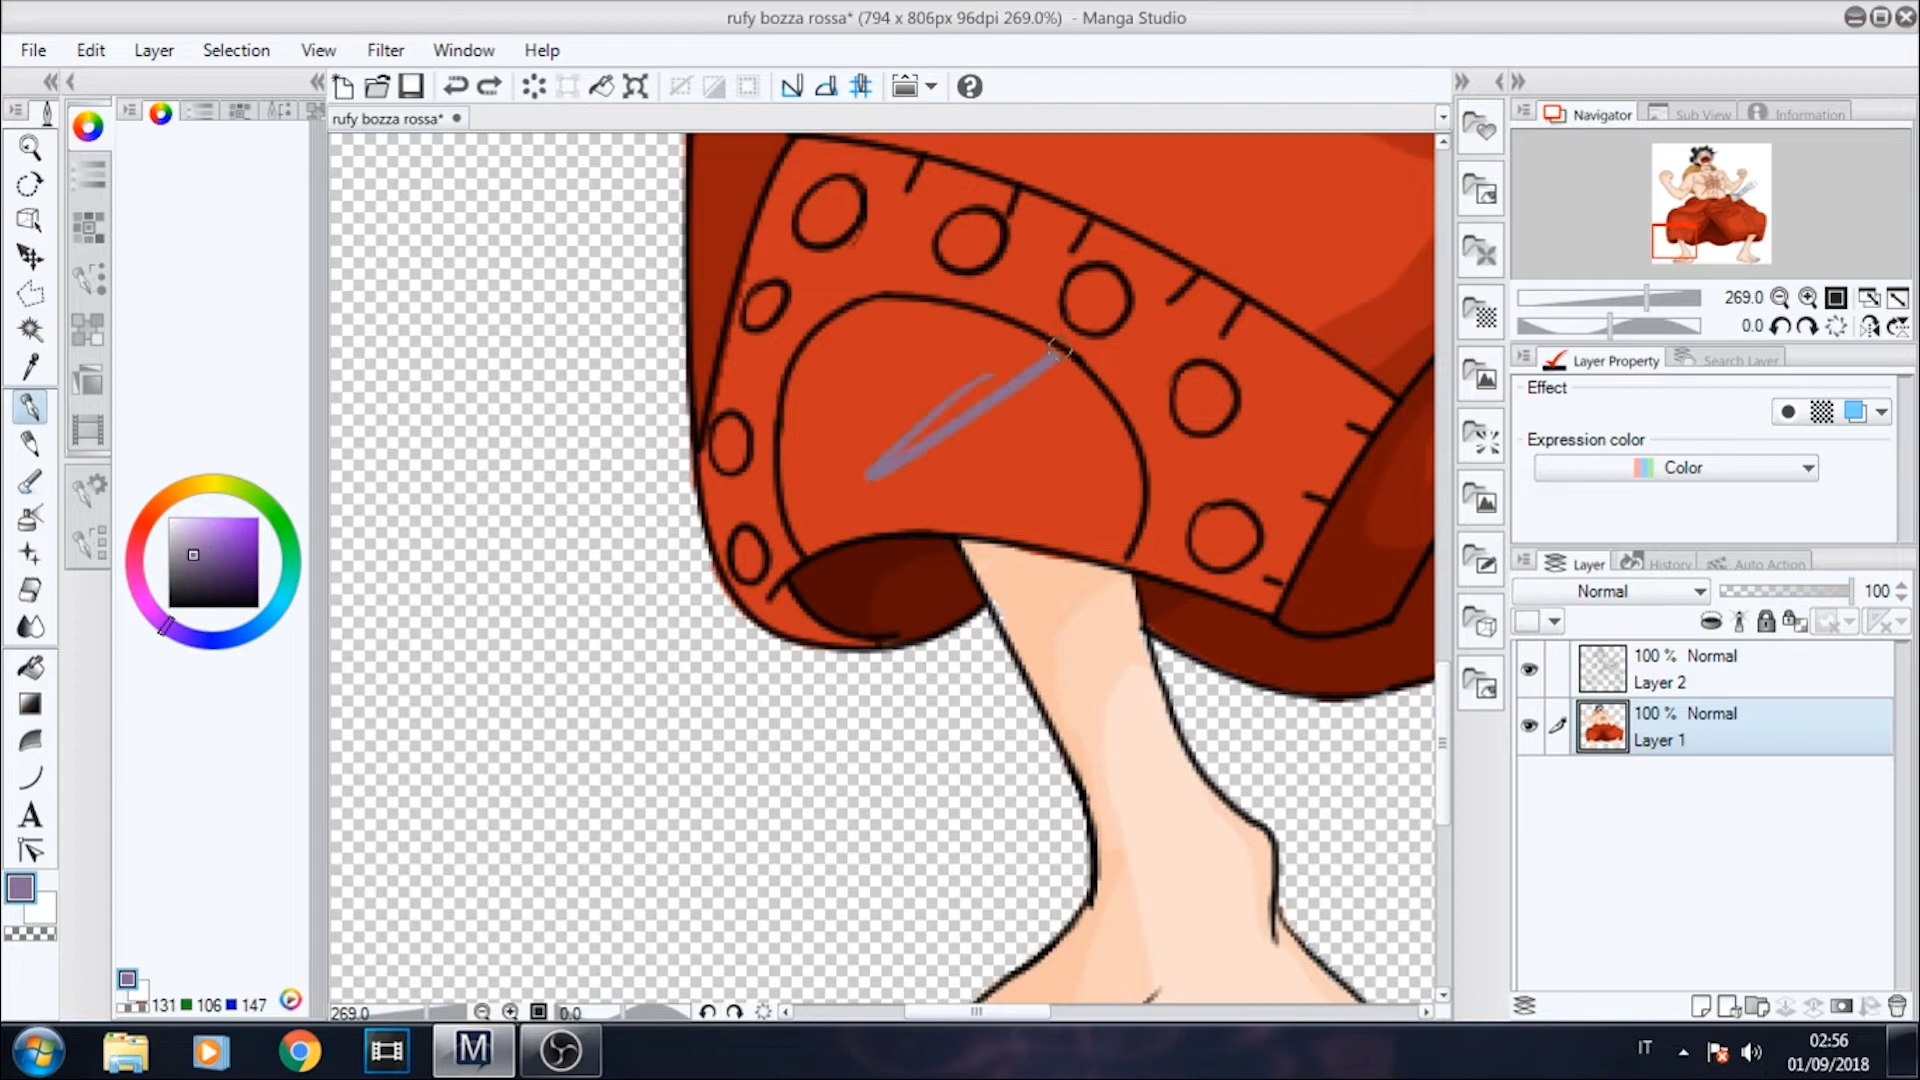 rufy bozza rossa* (794 x 806px 96dpi 269.0%) - Manga Studio
File Edit Layer Selection View Filter Window Help
rufy bozza rossa*
Navigator Sub View Information
269.0
0.0
Layer Property Search Layer
Effect
Expression color
Color
Layer History Auto Action
Normal 100
100 % Normal
Layer 2
100 % Normal
Layer 1
A
131 106 147
269.0 0.0
M
IT
02:56
01/09/2018